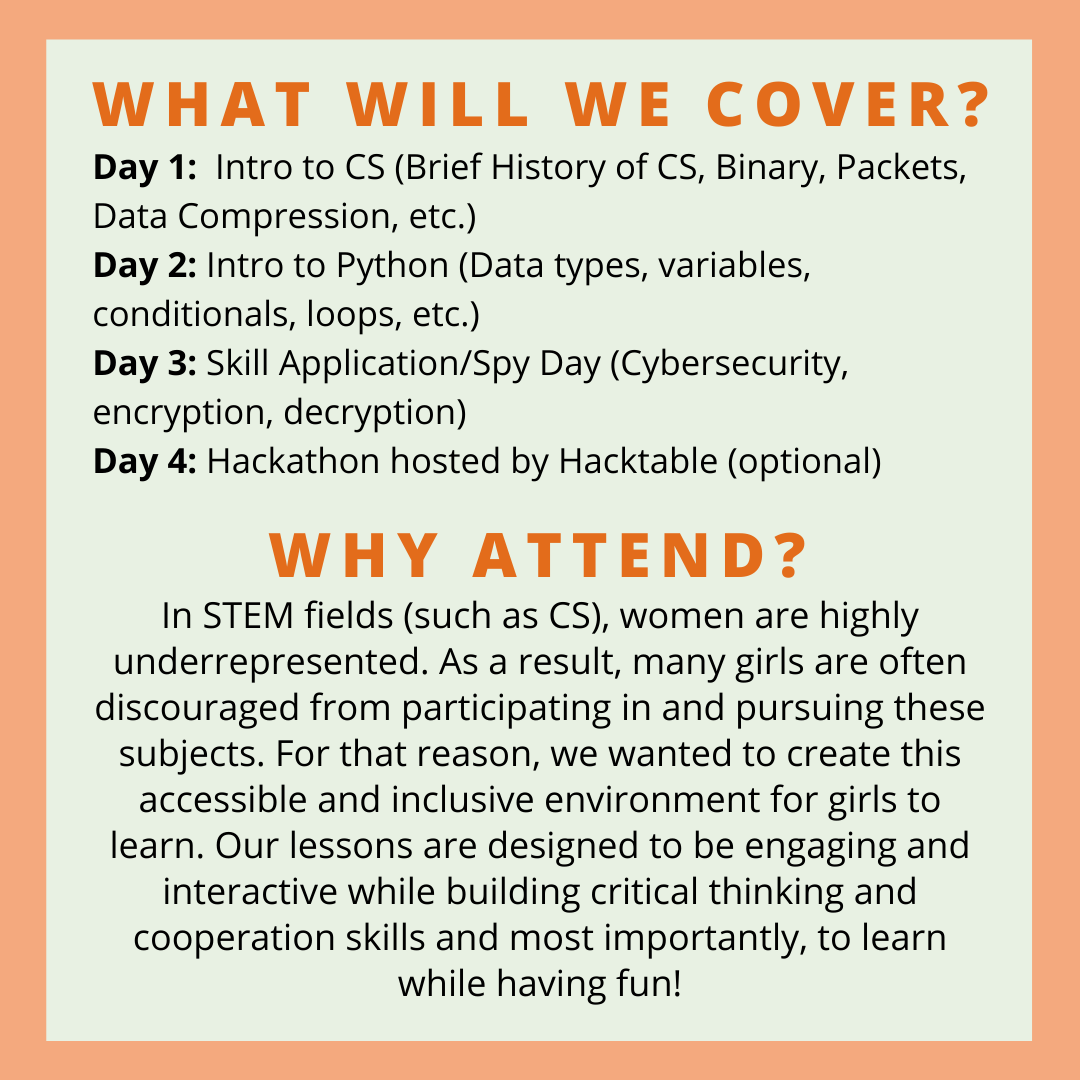 WHAT WILL WE COVER?
Day 1:  Intro to CS (Brief History of CS, Binary, Packets,
Data Compression, etc.)
Day 2: Intro to Python (Data types, variables,
conditionals, loops, etc.)
Day 3: Skill Application/Spy Day (Cybersecurity,
encryption, decryption)
Day 4: Hackathon hosted by Hacktable (optional)
WHY ATTEND?
In STEM fields (such as CS), women are highly
underrepresented. As a result, many girls are often
discouraged from participating in and pursuing these
subjects. For that reason, we wanted to create this
accessible and inclusive environment for girls to
learn. Our lessons are designed to be engaging and
interactive while building critical thinking and
cooperation skills and most importantly, to learn
while having fun!